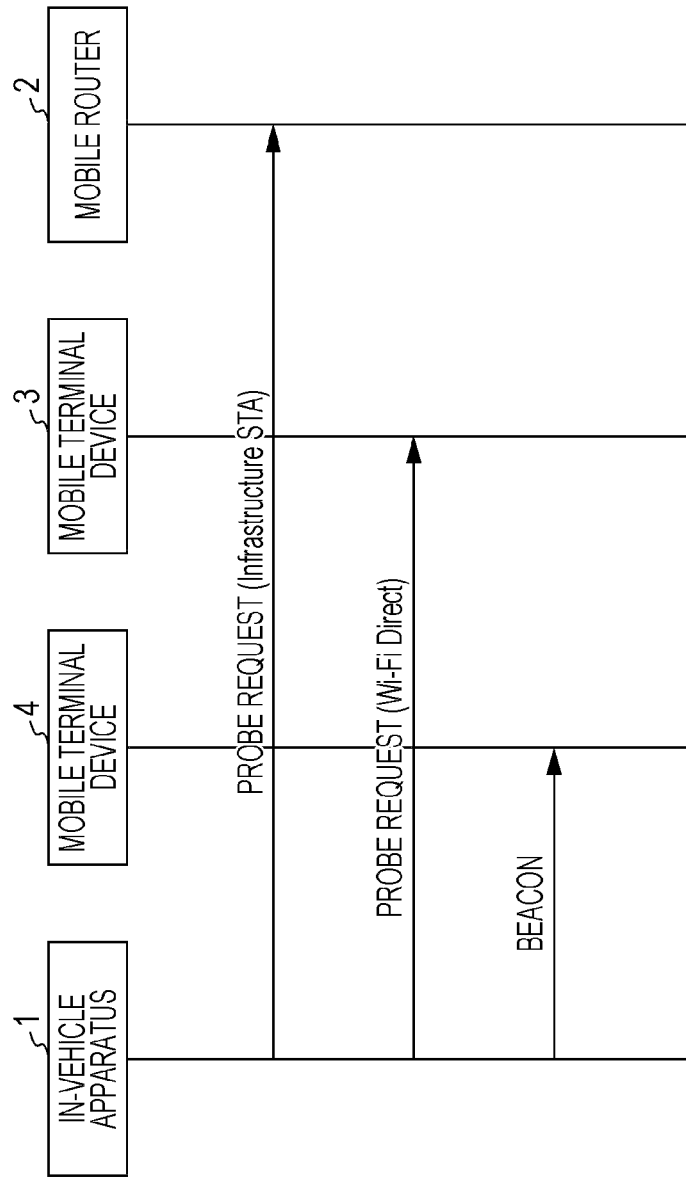 1
IN-VEHICLE
APPARATUS
4
MOBILE TERMINAL
DEVICE
3
MOBILE TERMINAL
DEVICE
2
MOBILE ROUTER
PROBE REQUEST (Infrastructure STA)
PROBE REQUEST (Wi-Fi Direct)
BEACON